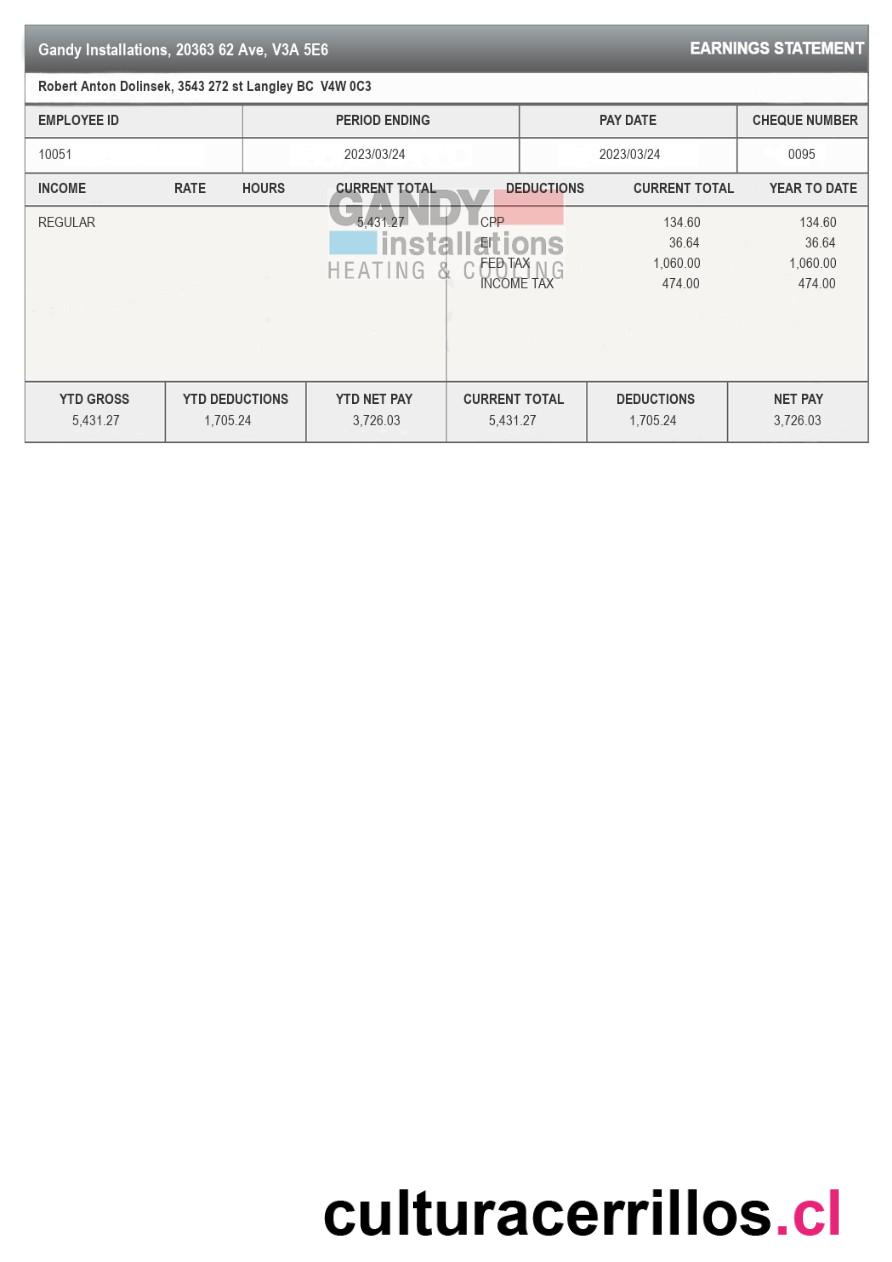 Gandy Installations, 20363 62 Ave, V3A 5E6 EARNINGS STATEMENT
Robert Anton Dolinsek, 3543 272 st Langley BC V4W 0C3
EMPLOYEE ID PERIOD ENDING PAY DATE CHEQUE NUMBER
10051 2023/03/24 2023/03/24 0095
INCOME RATE HOURS CURRENT TOTAL DEDUCTIONS CURRENT TOTAL YEAR TO DATE
GANDY
REGULAR 5,431.27 CPP 134.60 134.60
installations
EI 36.64 36.64
FED TAX 1,060.00 1,060.00
HEATING & COOLING
INCOME TAX 474.00 474.00
YTD GROSS YTD DEDUCTIONS YTD NET PAY CURRENT TOTAL DEDUCTIONS NET PAY
5,431.27 1,705.24 3,726.03 5,431.27 1,705.24 3,726.03
culturacerrillos.cl